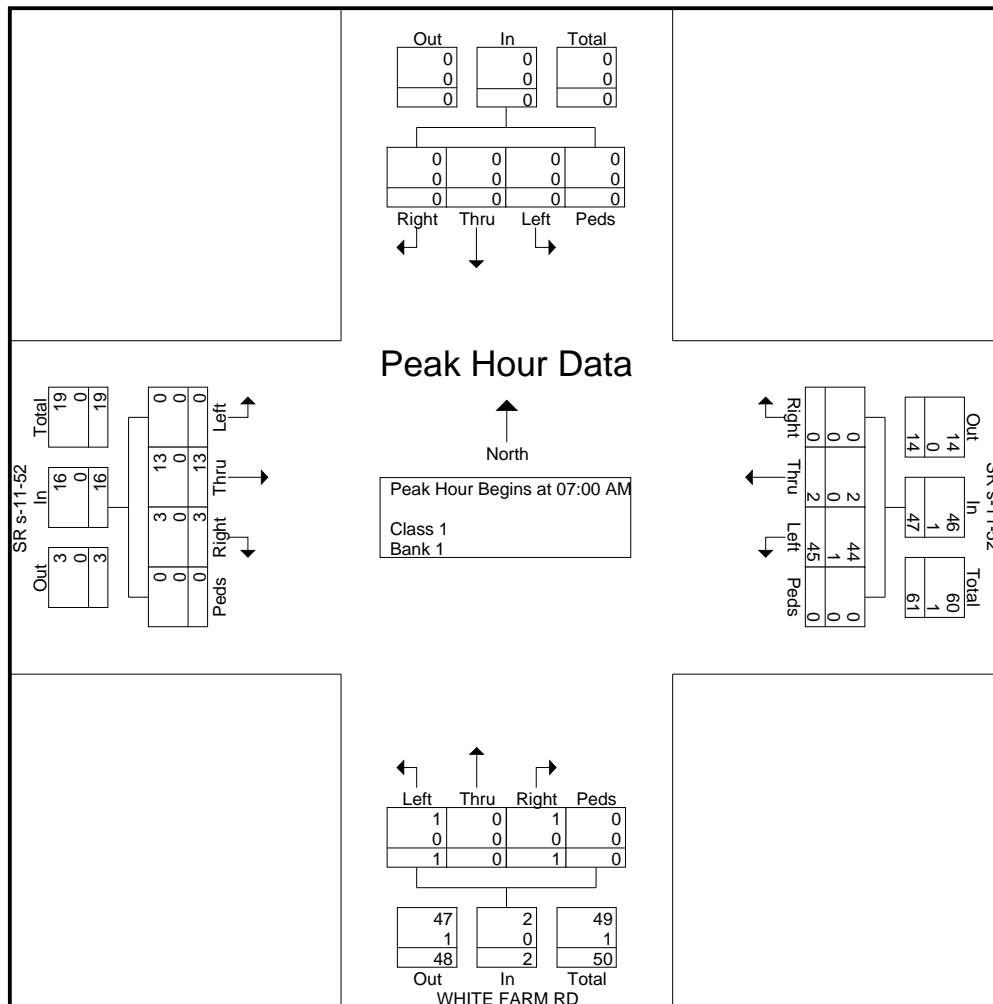 Out In Total
0 0 0
0 0 0
0 0 0
0 0 0 0
0 0 0 0
0 0 0 0
Right Thru Left Peds
Peak Hour Data
North
Peak Hour Begins at 07:00 AM
Class 1
Bank 1
SR s-11-52
Total In Out
19 16 3
0 0 0
19 16 3
0 13 3 0
0 0 0 0
0 13 3 0
Left Thru Right Peds
SR s-11-52
Out In Total
14 46 60
0 1 1
14 47 61
0 2 44 0
0 0 1 0
0 2 45 0
Right Thru Left Peds
Left Thru Right Peds
1 0 1 0
0 0 0 0
1 0 1 0
47 2 49
1 0 1
48 2 50
Out In Total
WHITE FARM RD